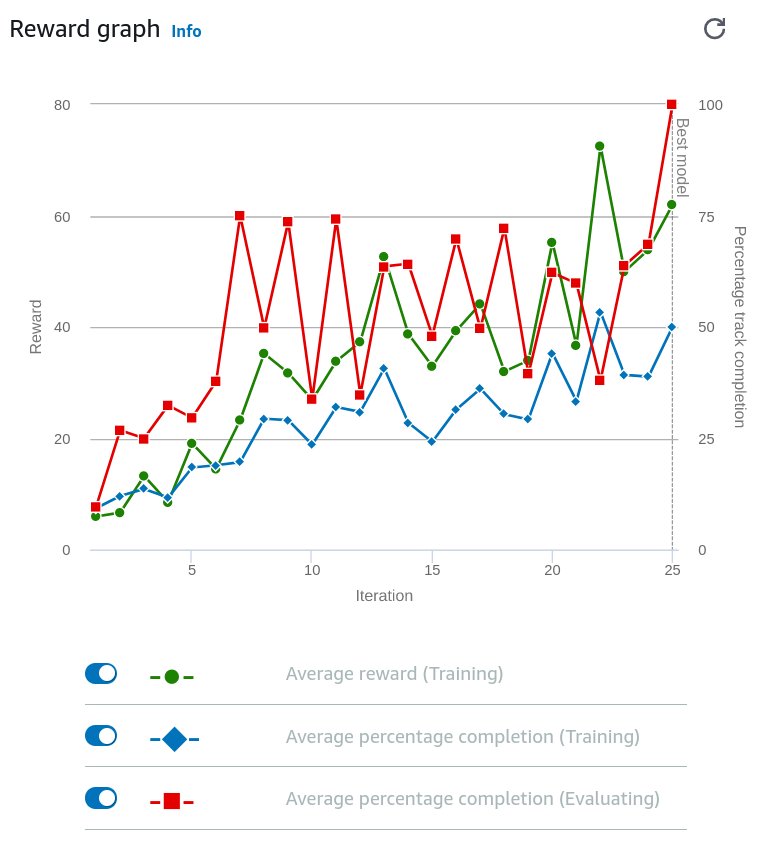 Reward graph Info
80
100
Best model
60
75
Reward
Percentage track completion
40
50
20
25
0
0
5 10 15 20 25
Iteration
Average reward (Training)
Average percentage completion (Training)
Average percentage completion (Evaluating)